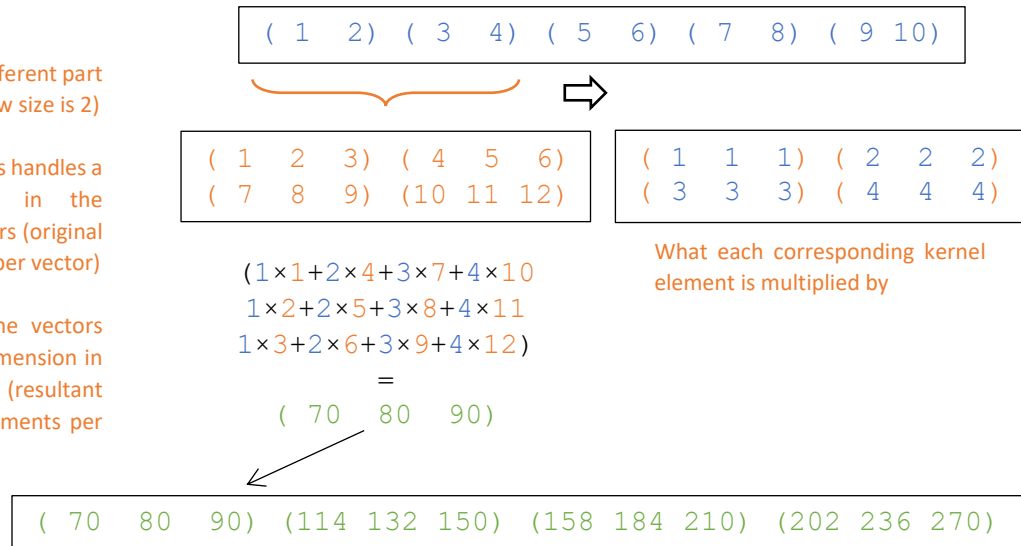 ( 1 2) ( 3 4) ( 5 6) ( 7 8) ( 9 10)
ferent part
w size is 2)
s handles a
in the
rs (original
per vector)
ne vectors
mension in
(resultant
ments per
( 1 2 3) ( 4 5 6)
( 7 8 9) (10 11 12)
( 1 1 1) ( 2 2 2)
( 3 3 3) ( 4 4 4)
What each corresponding kernel
element is multiplied by
(1×1+2×4+3×7+4×10
1×2+2×5+3×8+4×11
1×3+2×6+3×9+4×12)
=
( 70 80 90)
( 70 80 90) (114 132 150) (158 184 210) (202 236 270)